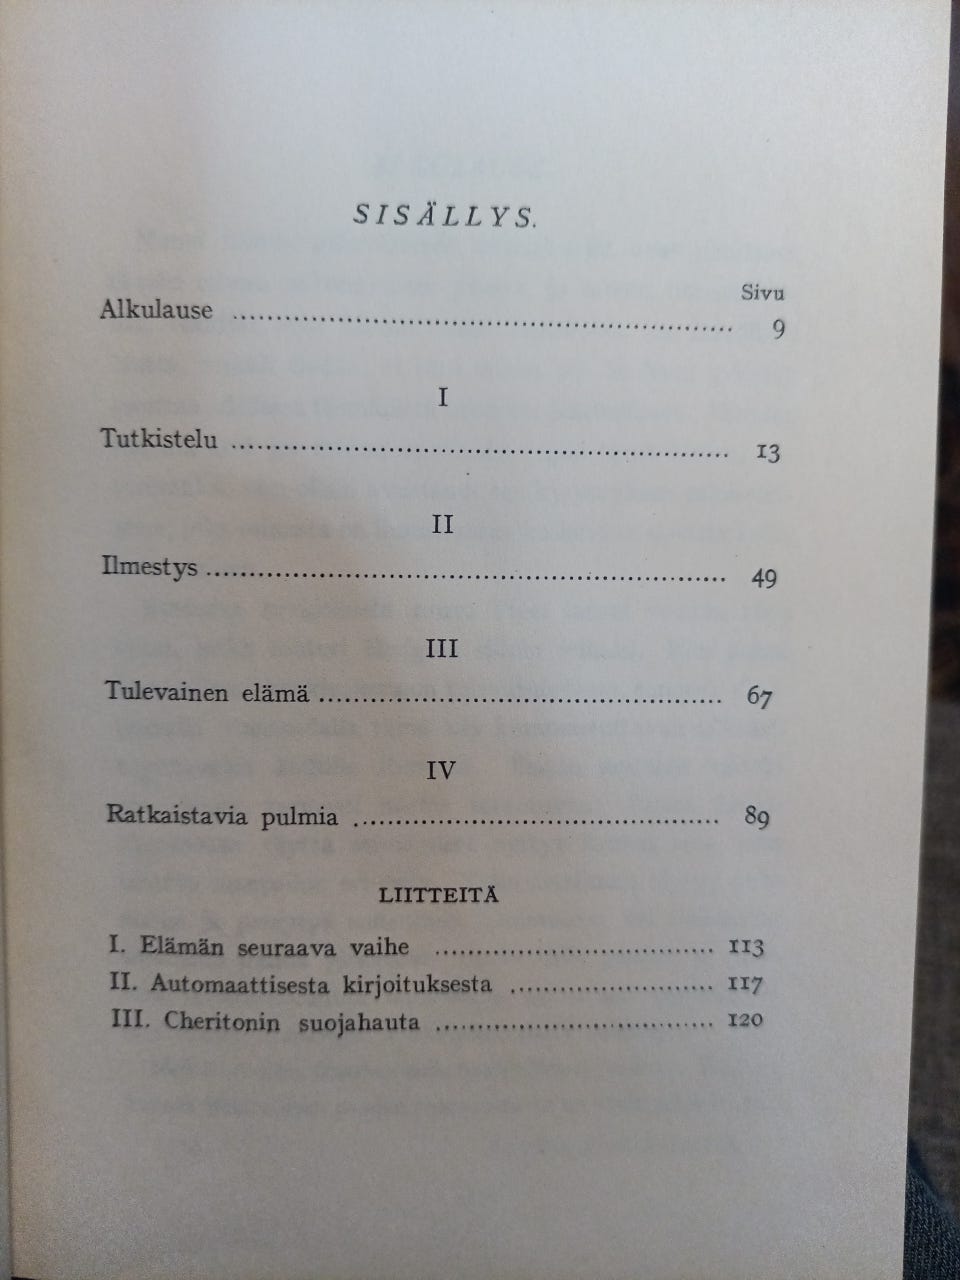 SISÄLLYS.
Sivu
Alkulause .......................................................... 9
I
Tutkistelu .......................................................... 13
II
Ilmestys .......................................................... 49
III
Tulevainen elämä .......................................................... 67
IV
Ratkaistavia pulmia .......................................................... 89
LIITTEITÄ
I. Elämän seuraava vaihe .................................... 113
II. Automaattisesta kirjoituksesta .......................... 117
III. Cheritonin suojahauta .................................... 120